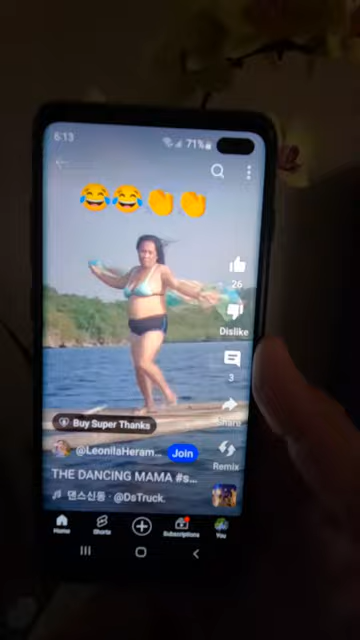 6:13
71%
26
Dislike
3
Share
Buy Super Thanks
@LeonilaHeram...
Join
Remix
THE DANCING MAMA #s...
댄스신동 · @DsTruck.
Home
Shorts
Subscriptions
You